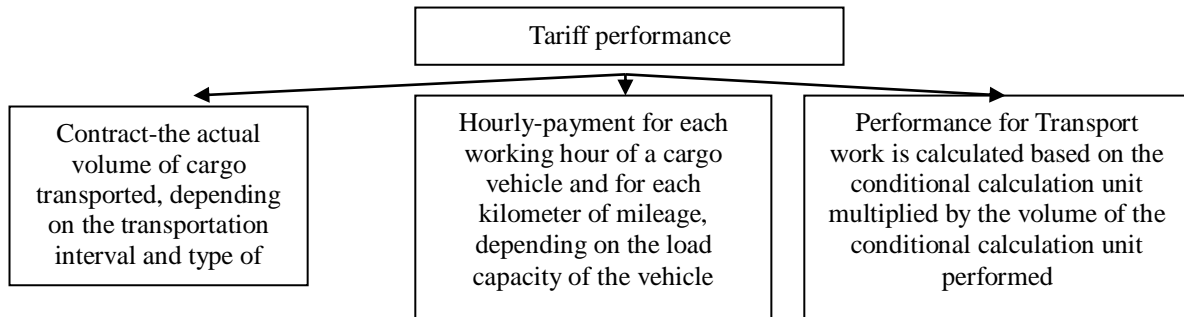 Tariff performance
Contract-the actual
volume of cargo
transported, depending
on the transportation
interval and type of
Hourly-payment for each
working hour of a cargo
vehicle and for each
kilometer of mileage,
depending on the load
capacity of the vehicle
Performance for Transport
work is calculated based on the
conditional calculation unit
multiplied by the volume of the
conditional calculation unit
performed